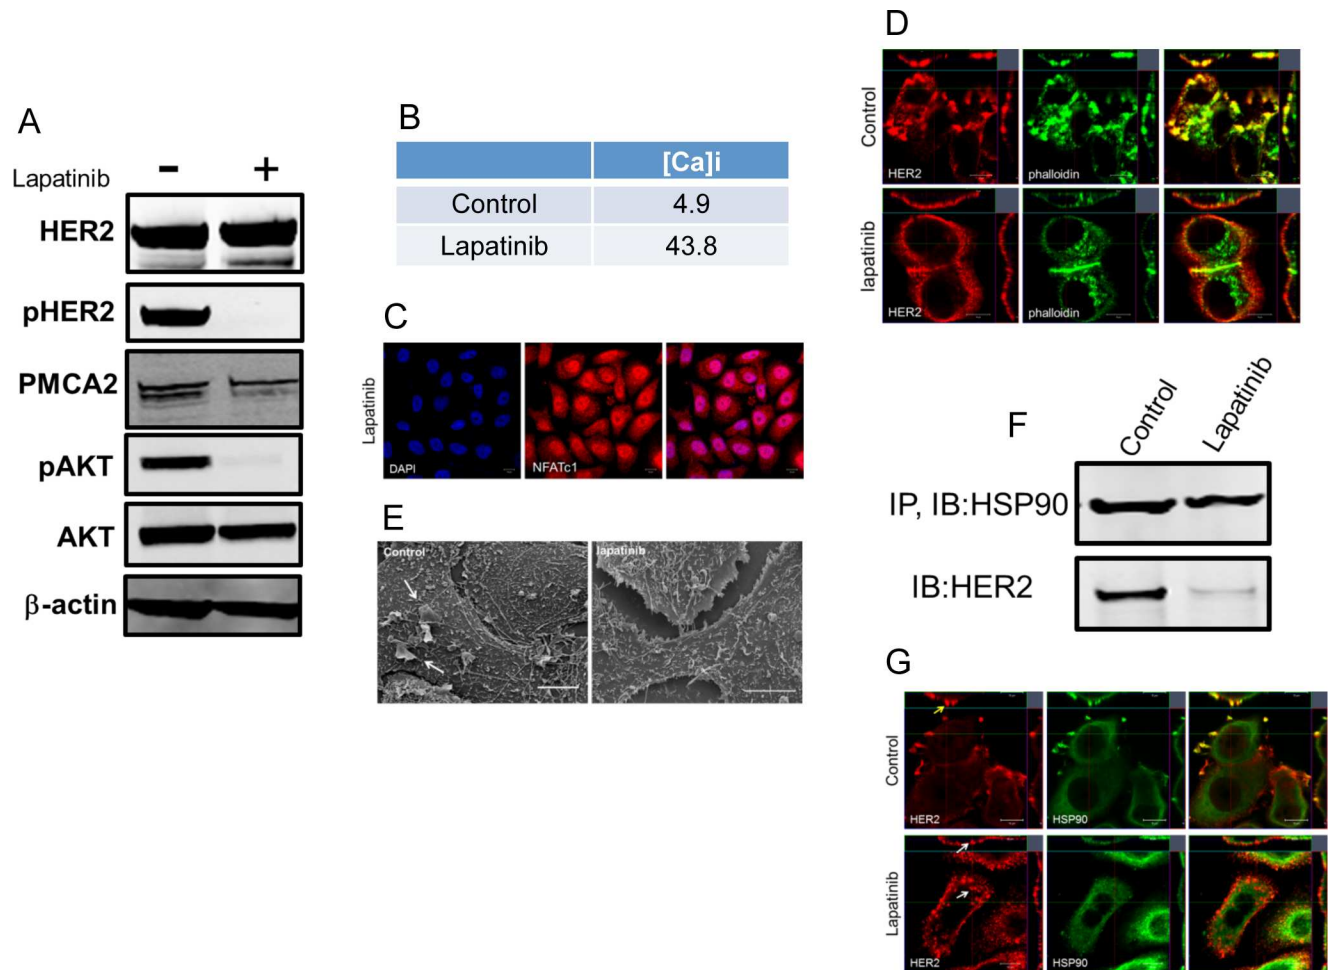 A
Lapatinib - +
HER2
pHER2
PMCA2
pAKT
AKT
β-actin
B
[Ca]i
Control 4.9
Lapatinib 43.8
C
Lapatinib
DAPI
NFATc1
E
Control
lapatinib
D
Control
HER2
phalloidin
lapatinib
HER2
phalloidin
F
Control
Lapatinib
IP, IB:HSP90
IB:HER2
G
Control
HER2
HSP90
Lapatinib
HER2
HSP90